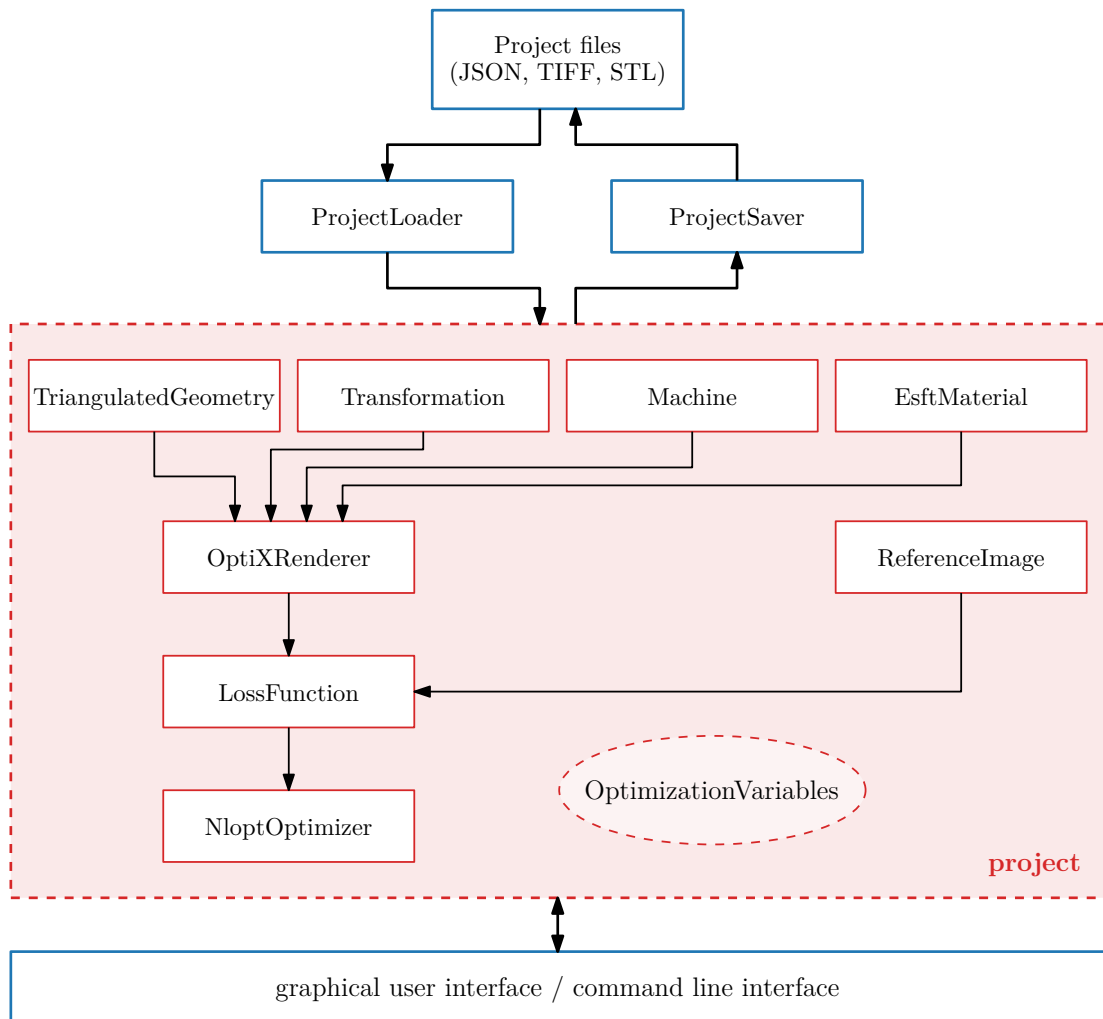 Project files
(JSON, TIFF, STL)
ProjectLoader
ProjectSaver
TriangulatedGeometry
Transformation
Machine
EsftMaterial
OptiXRenderer
ReferenceImage
LossFunction
OptimizationVariables
NloptOptimizer
project
graphical user interface / command line interface